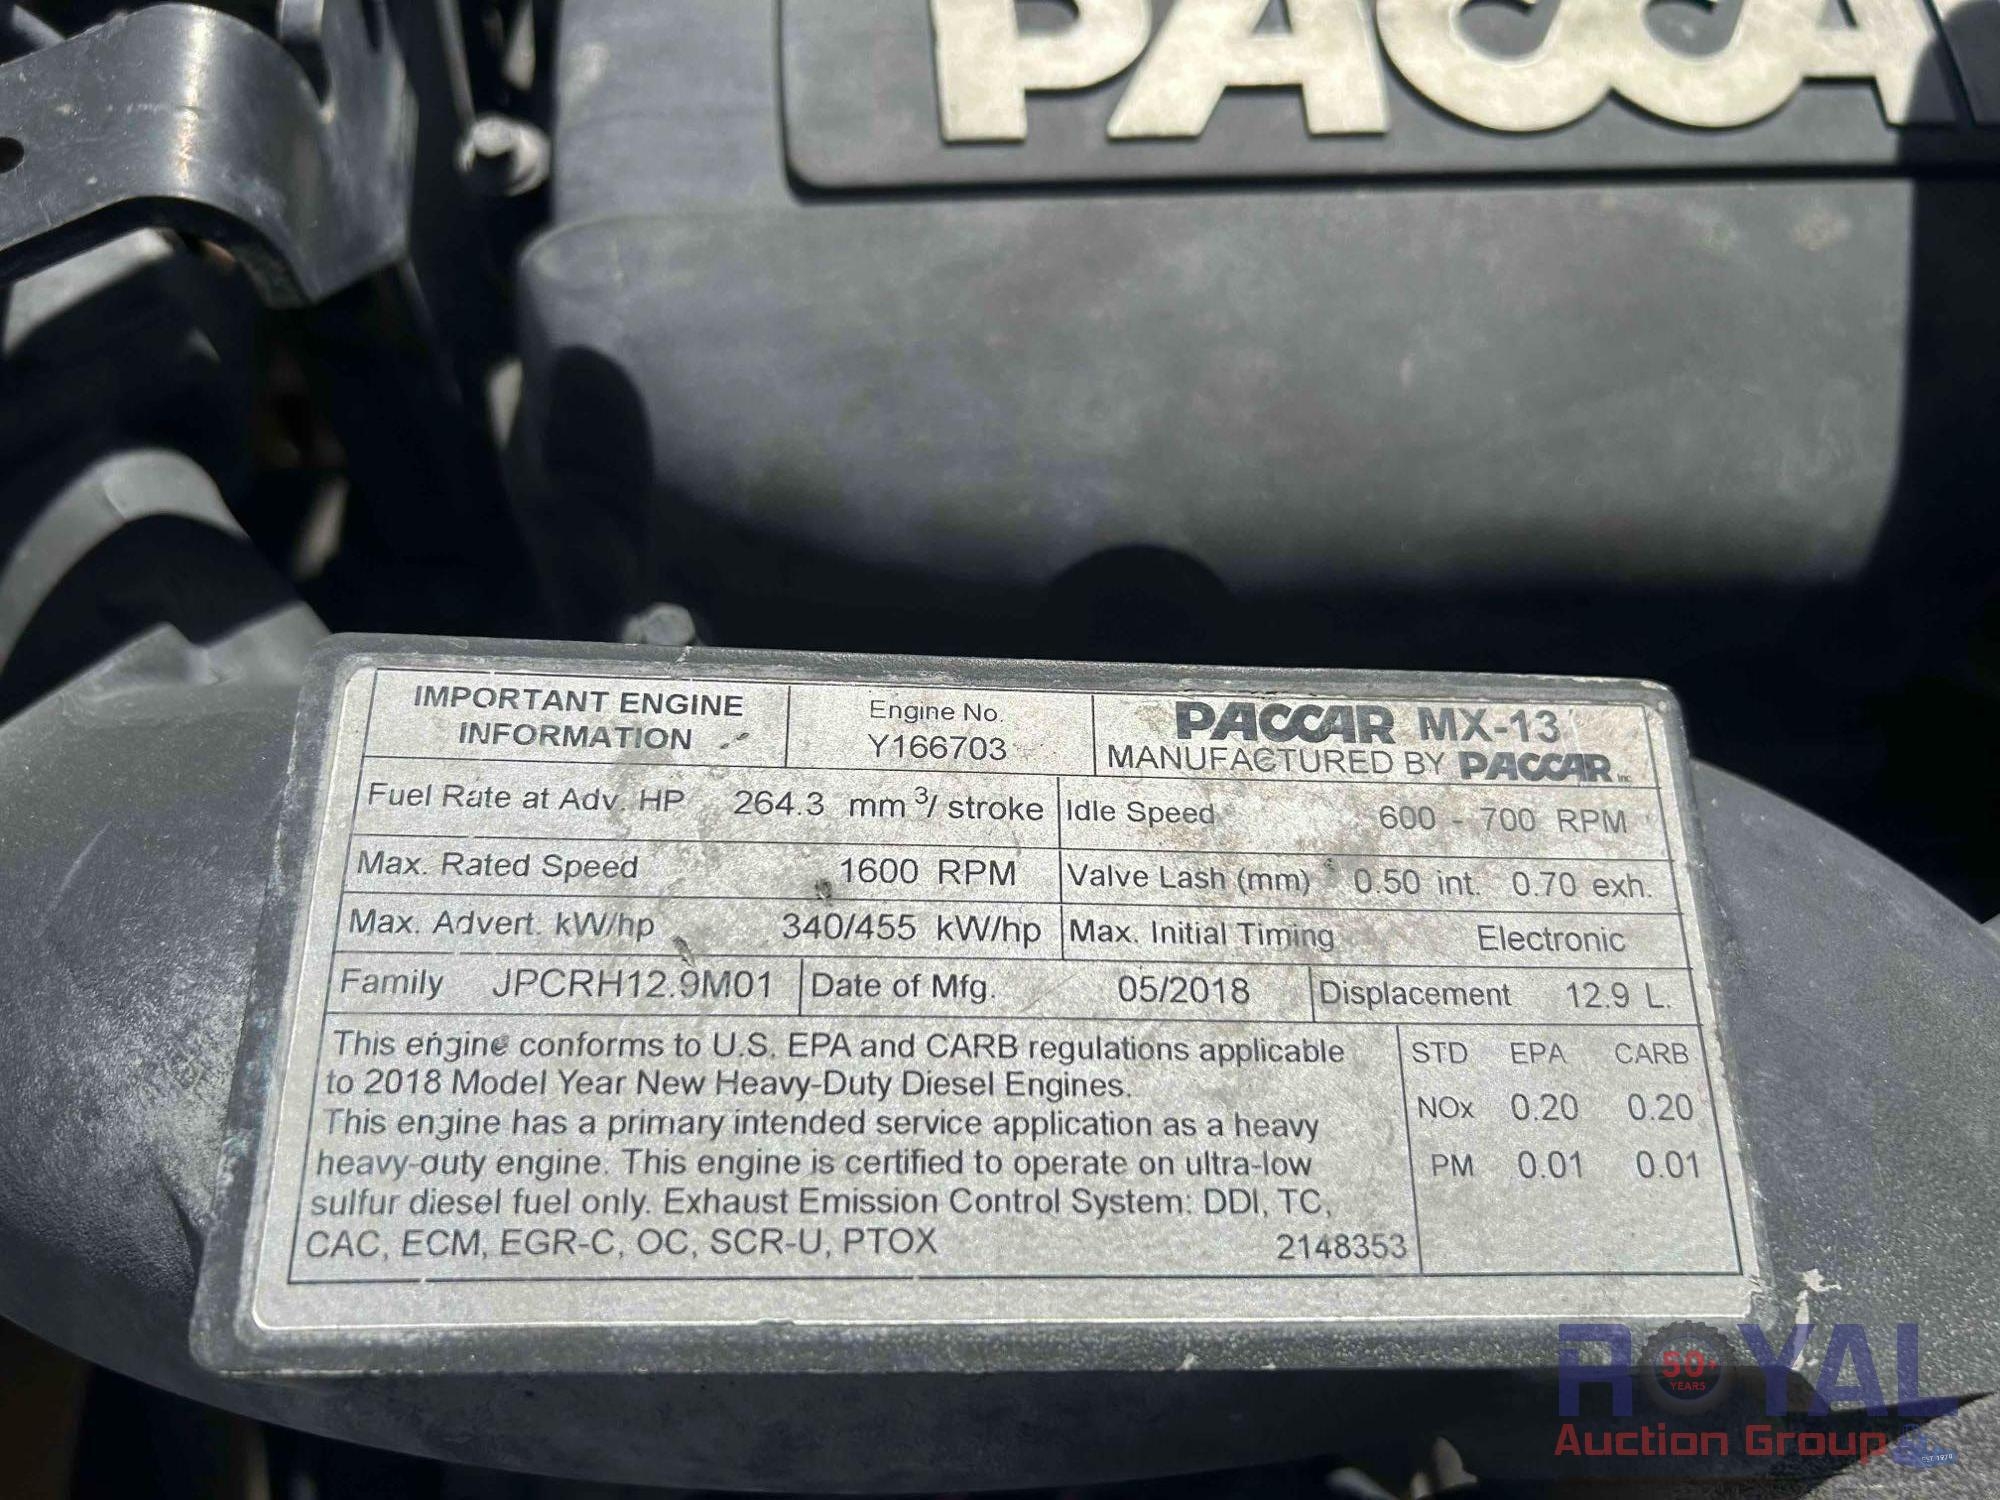 PACCAR
IMPORTANT ENGINE
INFORMATION
Engine No.
Y166703
PACCAR MX-13
MANUFACTURED BY PACCAR INC
Fuel Rate at Adv. HP 264.3 mm3/ stroke
Idle Speed 600 - 700 RPM
Max. Rated Speed 1600 RPM
Valve Lash (mm) 0.50 int. 0.70 exh.
Max. Advert. kW/hp 340/455 kW/hp
Max. Initial Timing Electronic
Family JPCRH12.9M01
Date of Mfg. 05/2018
Displacement 12.9 L.
This engine conforms to U.S. EPA and CARB regulations applicable
to 2018 Model Year New Heavy-Duty Diesel Engines.
This engine has a primary intended service application as a heavy
heavy-duty engine. This engine is certified to operate on ultra-low
sulfur diesel fuel only. Exhaust Emission Control System: DDI, TC,
CAC, ECM, EGR-C, OC, SCR-U, PTOX 2148353
STD EPA CARB
NOx 0.20 0.20
PM 0.01 0.01
ROYAL
50+
YEARS
Auction Group
EST. 1970